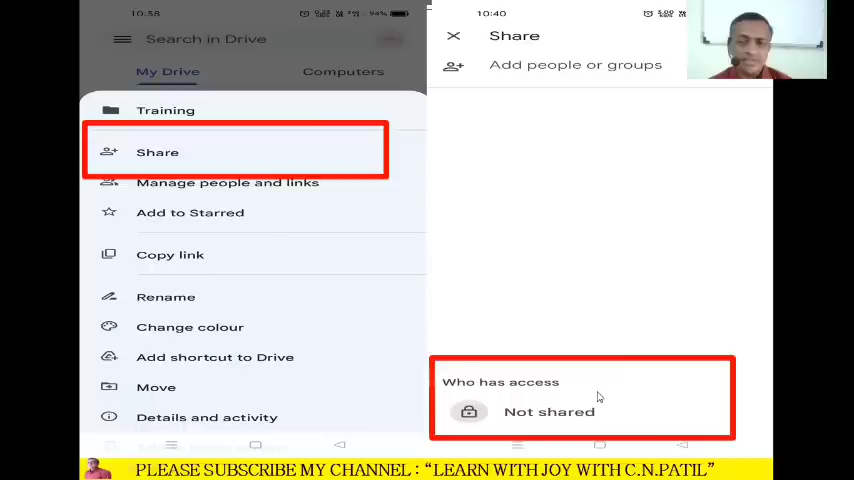 10:38
94%
Search in Drive
My Drive
Computers
Training
Share
Manage people and links
Add to Starred
Copy link
Rename
Change colour
Add shortcut to Drive
Move
Details and activity
10:40
Share
Add people or groups
Who has access
Not shared
PLEASE SUBSCRIBE MY CHANNEL : “LEARN WITH JOY WITH C.N.PATIL”